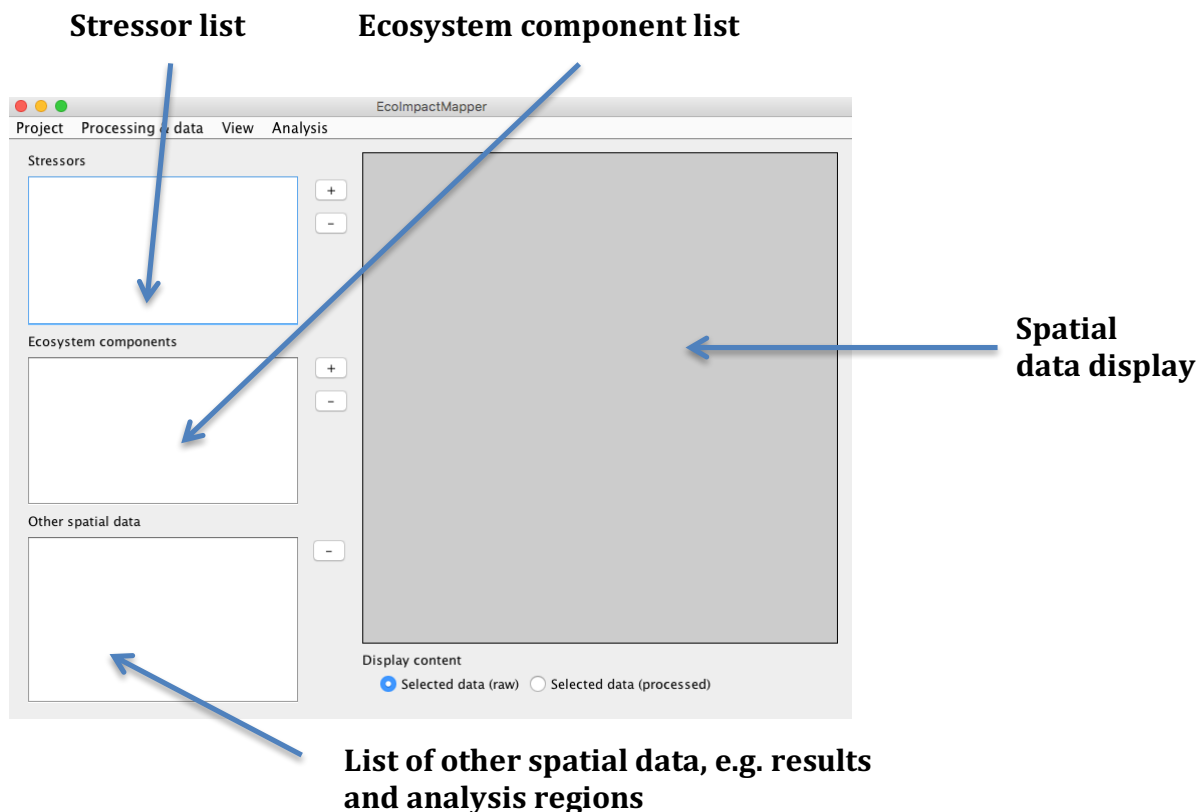 Stressor list
Ecosystem component list
EcoImpactMapper
Project Processing & data View Analysis
Stressors
+
-
Ecosystem components
+
-
Spatial
data display
Other spatial data
-
Display content
Selected data (raw) Selected data (processed)
List of other spatial data, e.g. results
and analysis regions